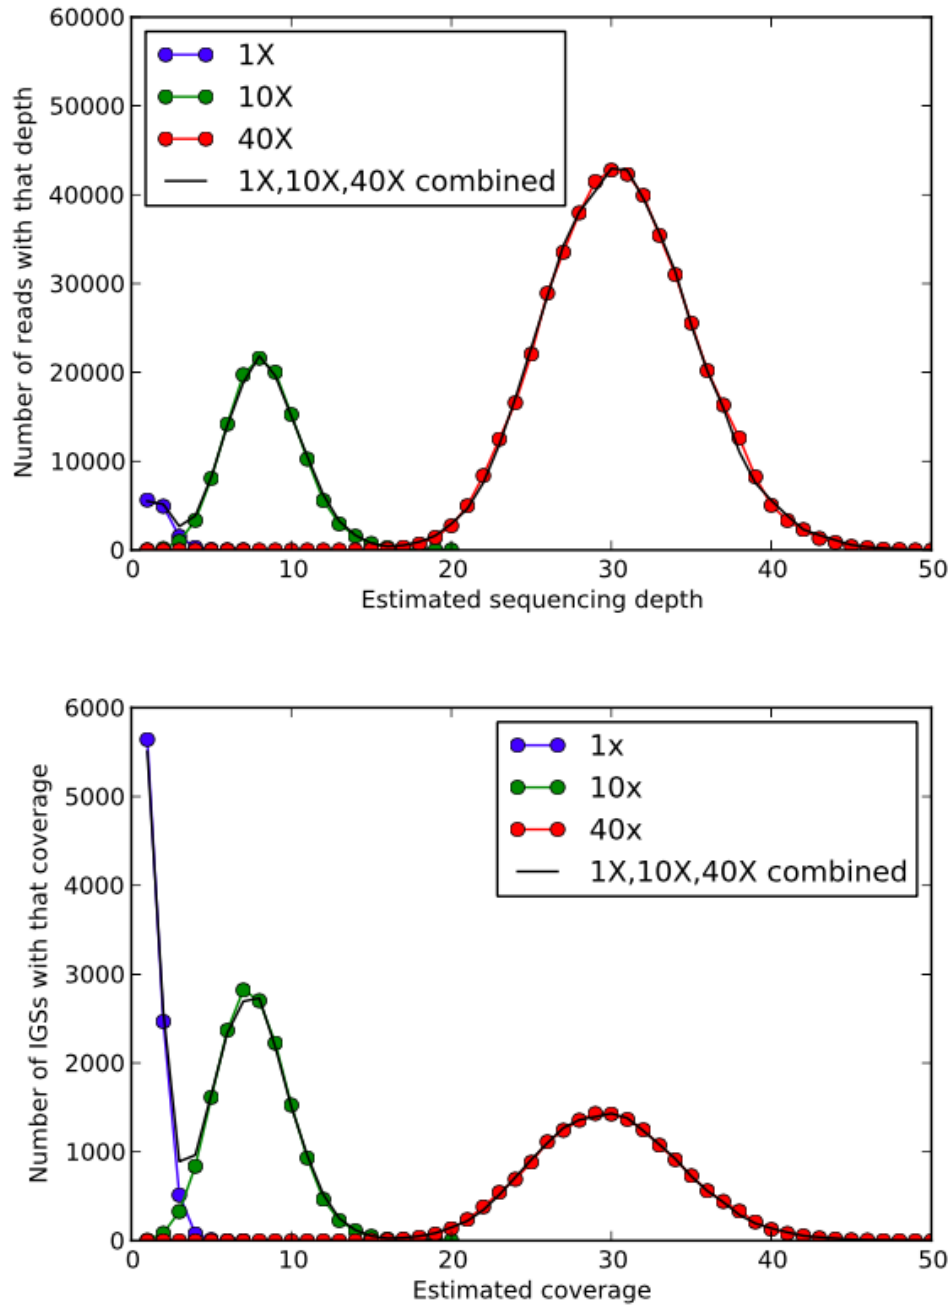 60000
50000
40000
30000
20000
10000
0
Number of reads with that depth
1X
10X
40X
1X,10X,40X combined
0 10 20 30 40 50
Estimated sequencing depth
6000
5000
4000
3000
2000
1000
0
Number of IGSs with that coverage
1x
10x
40x
1X,10X,40X combined
0 10 20 30 40 50
Estimated coverage